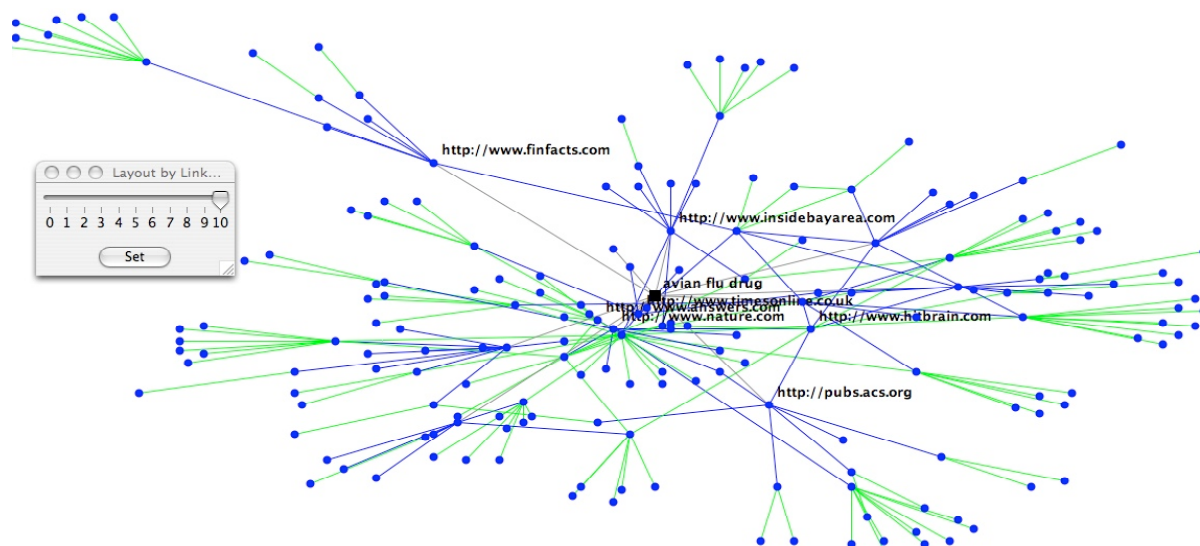 http://www.finfacts.com
Layout by Link...
0 1 2 3 4 5 6 7 8 9 10
Set
http://www.insidebayarea.com
avian flu drug
http://www.timesonline.co.uk
http://www.answers.com
http://www.nature.com
http://pubs.acs.org